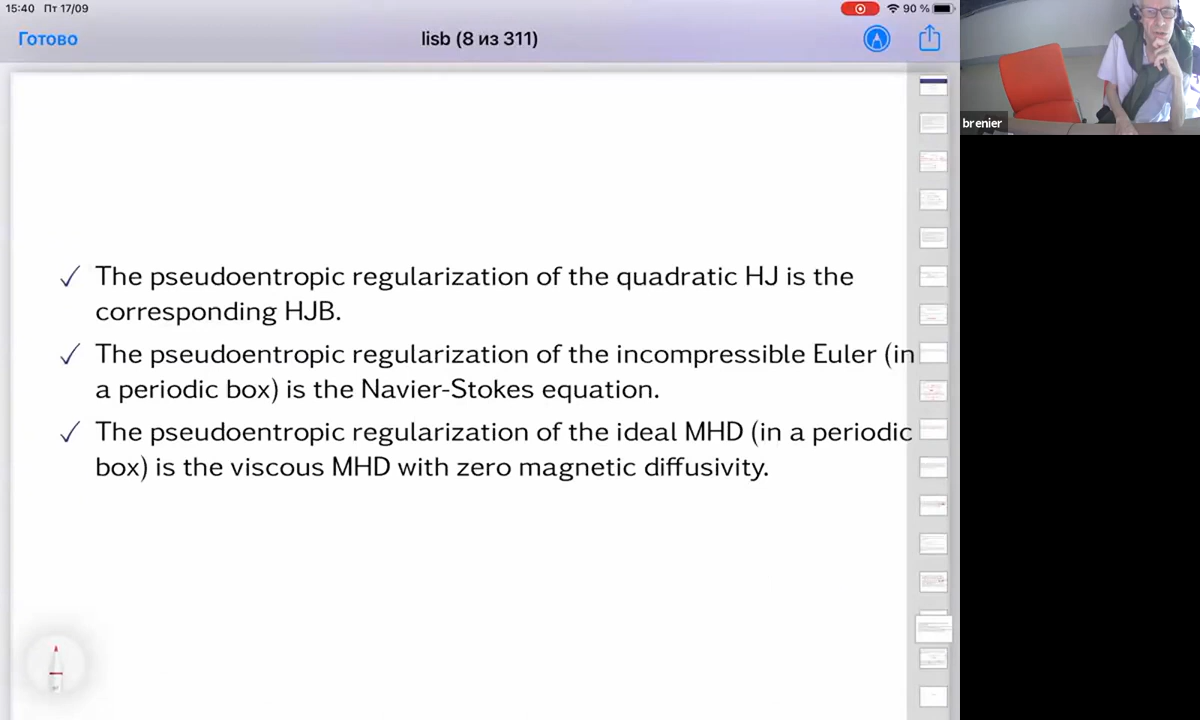 15:40 Пт 17/09
90 %
Готово
lisb (8 из 311)
✓ The pseudoentropic regularization of the quadratic HJ is the
corresponding HJB.
✓ The pseudoentropic regularization of the incompressible Euler (in
a periodic box) is the Navier-Stokes equation.
✓ The pseudoentropic regularization of the ideal MHD (in a periodic
box) is the viscous MHD with zero magnetic diffusivity.
brenier